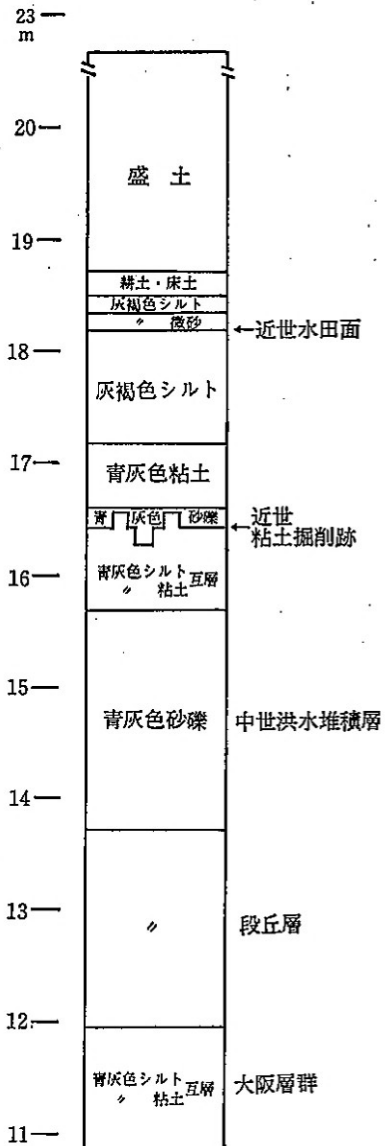 23
m
20
盛土
19
耕土・床土
灰褐色シルト
〃 微砂
←近世水田面
18
灰褐色シルト
17
青灰色粘土
青灰色砂礫
←近世
粘土掘削跡
16
青灰色シルト互層
〃 粘土
15
青灰色砂礫 中世洪水堆積層
14
13
〃 段丘層
12
青灰色シルト互層 大阪層群
〃 粘土
11